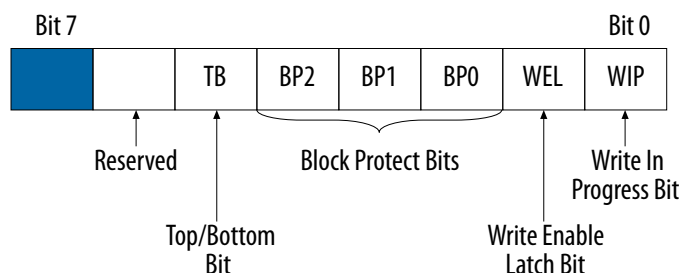 Bit 7 Bit 0
TB BP2 BP1 BP0 WEL WIP
Reserved Block Protect Bits Write In
Progress Bit
Top/Bottom Write Enable
Bit Latch Bit